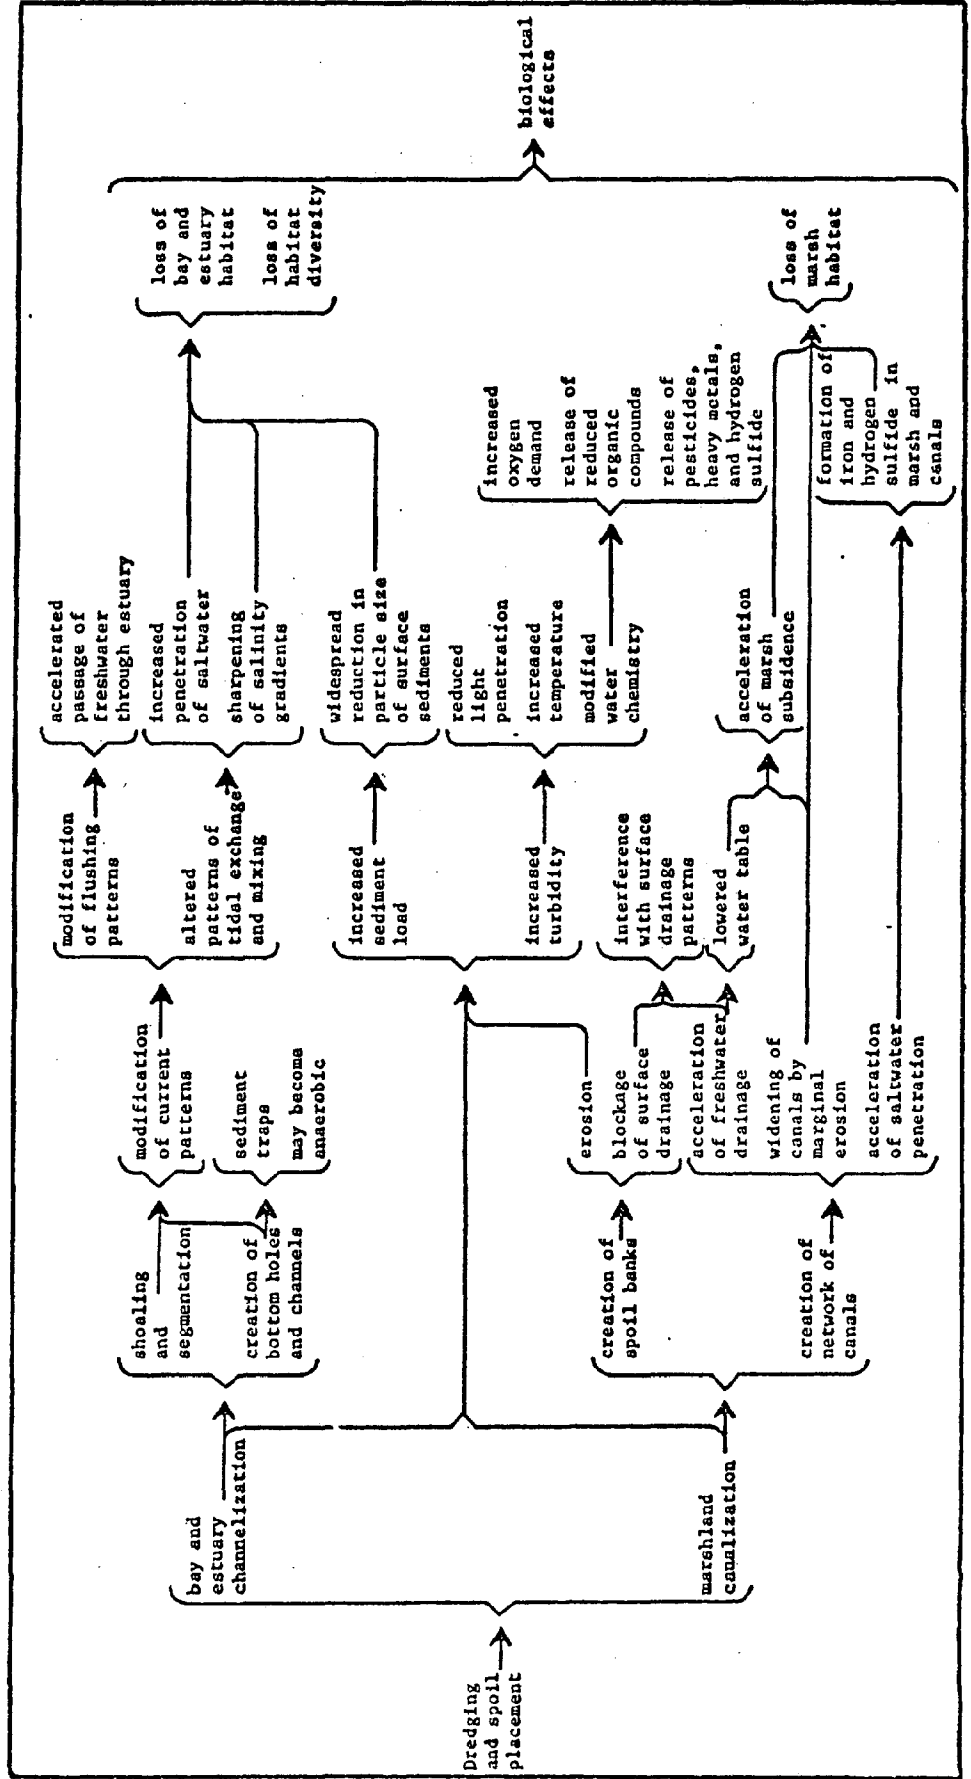 Dredging
and spoil
placement
bay and
estuary
channelization
marshland
canalization
shoaling
and
segmentation
creation of
bottom holes
and channels
creation of
spoil banks
creation of
network of
canals
modification
of current
patterns
sediment
traps
may become
anaerobic
erosion
blockage
of surface
drainage
acceleration
of freshwater
drainage
widening of
canals by
marginal
erosion
acceleration
of saltwater
penetration
modification
of flushing
patterns
altered
patterns of
tidal exchange
and mixing
increased
sediment
load
increased
turbidity
interference
with surface
drainage
patterns
lowered
water table
accelerated
passage of
freshwater
through estuary
increased
penetration
of saltwater
sharpening
of salinity
gradients
widespread
reduction in
particle size
of surface
sediments
reduced
light
penetration
increased
temperature
modified
water
chemistry
acceleration
of marsh
subsidence
increased
oxygen
demand
release of
reduced
organic
compounds
release of
pesticides,
heavy metals,
and hydrogen
sulfide
formation of
iron and
hydrogen
sulfide in
marsh and
canals
loss of
bay and
estuary
habitat
loss of
habitat
diversity
loss of
marsh
habitat
biological
effects